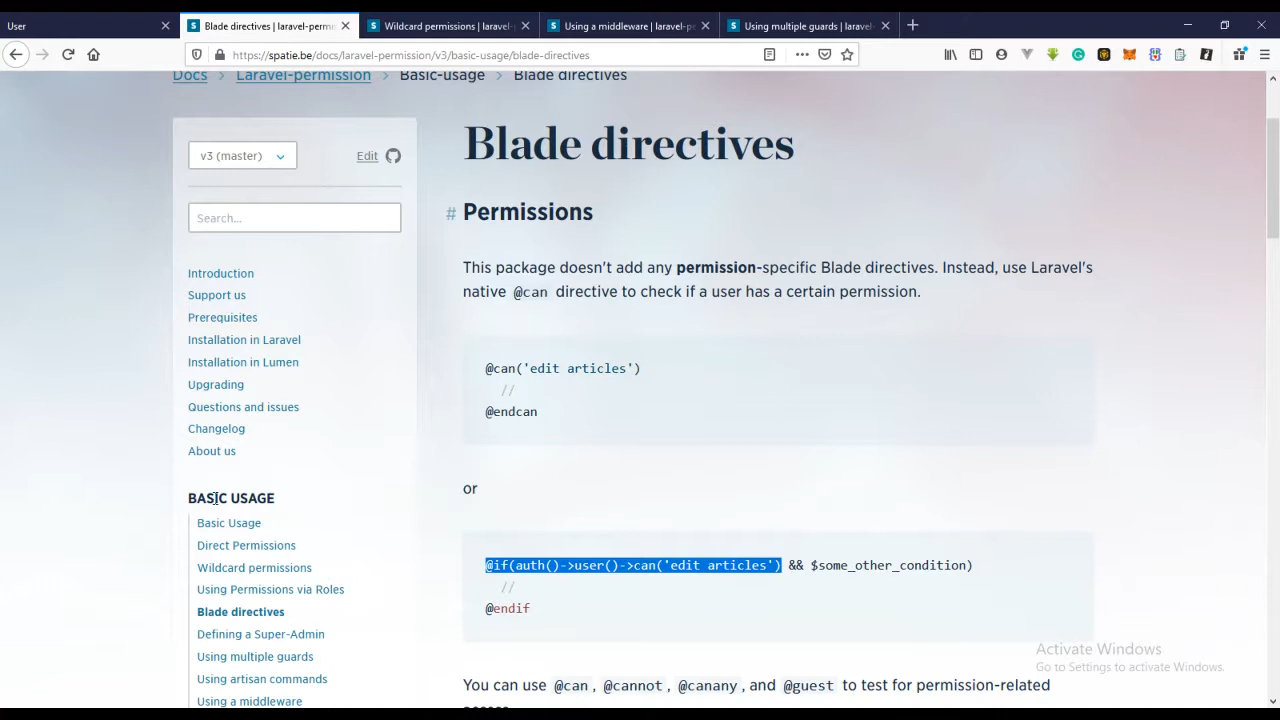 User
Blade directives | laravel-permis
Wildcard permissions | laravel-
Using a middleware | laravel-pe
Using multiple guards | laravel-
https://spatie.be/docs/laravel-permission/v3/basic-usage/blade-directives
Docs > Laravel-permission > Basic-usage > Blade directives
v3 (master)
Edit
Search...
Introduction
Support us
Prerequisites
Installation in Laravel
Installation in Lumen
Upgrading
Questions and issues
Changelog
About us
BASIC USAGE
Basic Usage
Direct Permissions
Wildcard permissions
Using Permissions via Roles
Blade directives
Defining a Super-Admin
Using multiple guards
Using artisan commands
Using a middleware
Blade directives
# Permissions
This package doesn't add any permission-specific Blade directives. Instead, use Laravel's
native @can directive to check if a user has a certain permission.
@can('edit articles')
//
@endcan
or
@if(auth()->user()->can('edit articles') && $some_other_condition)
//
@endif
You can use @can, @cannot, @canany, and @guest to test for permission-related
Activate Windows
Go to Settings to activate Windows.